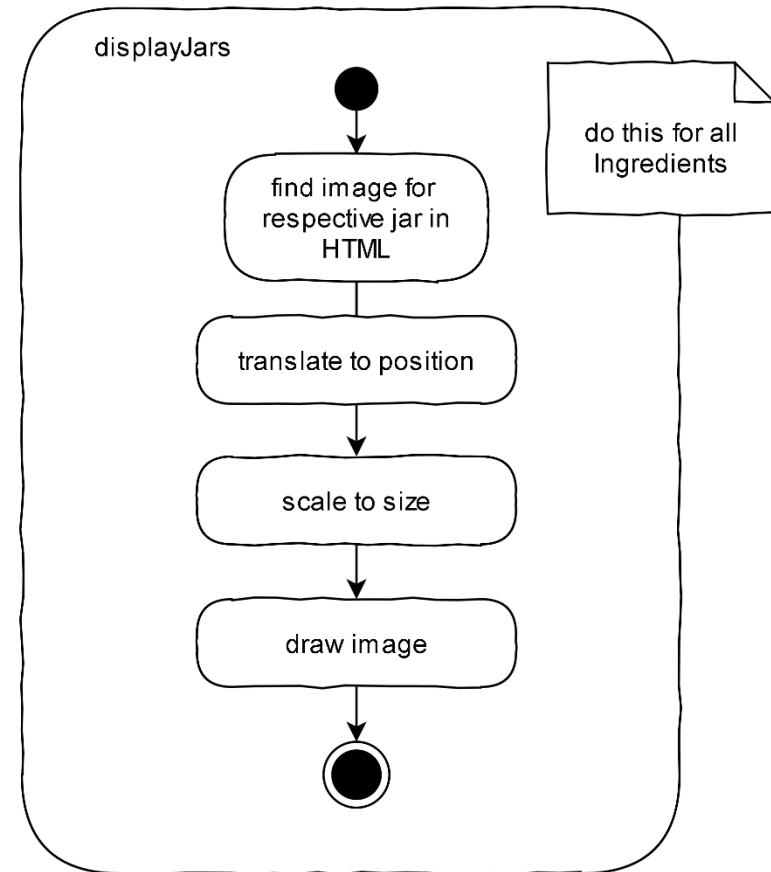 displayJars
do this for all
Ingredients
find image for
respective jar in
HTML
translate to position
scale to size
draw image